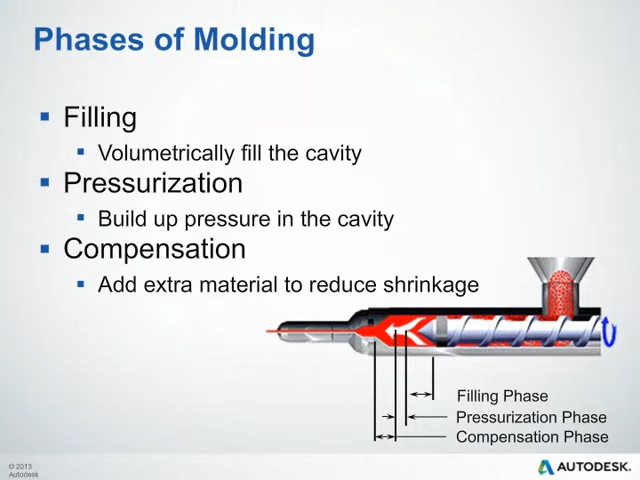 Phases of Molding
Filling
Volumetrically fill the cavity
Pressurization
Build up pressure in the cavity
Compensation
Add extra material to reduce shrinkage
Filling Phase
Pressurization Phase
Compensation Phase
© 2013
Autodesk
AUTODESK.